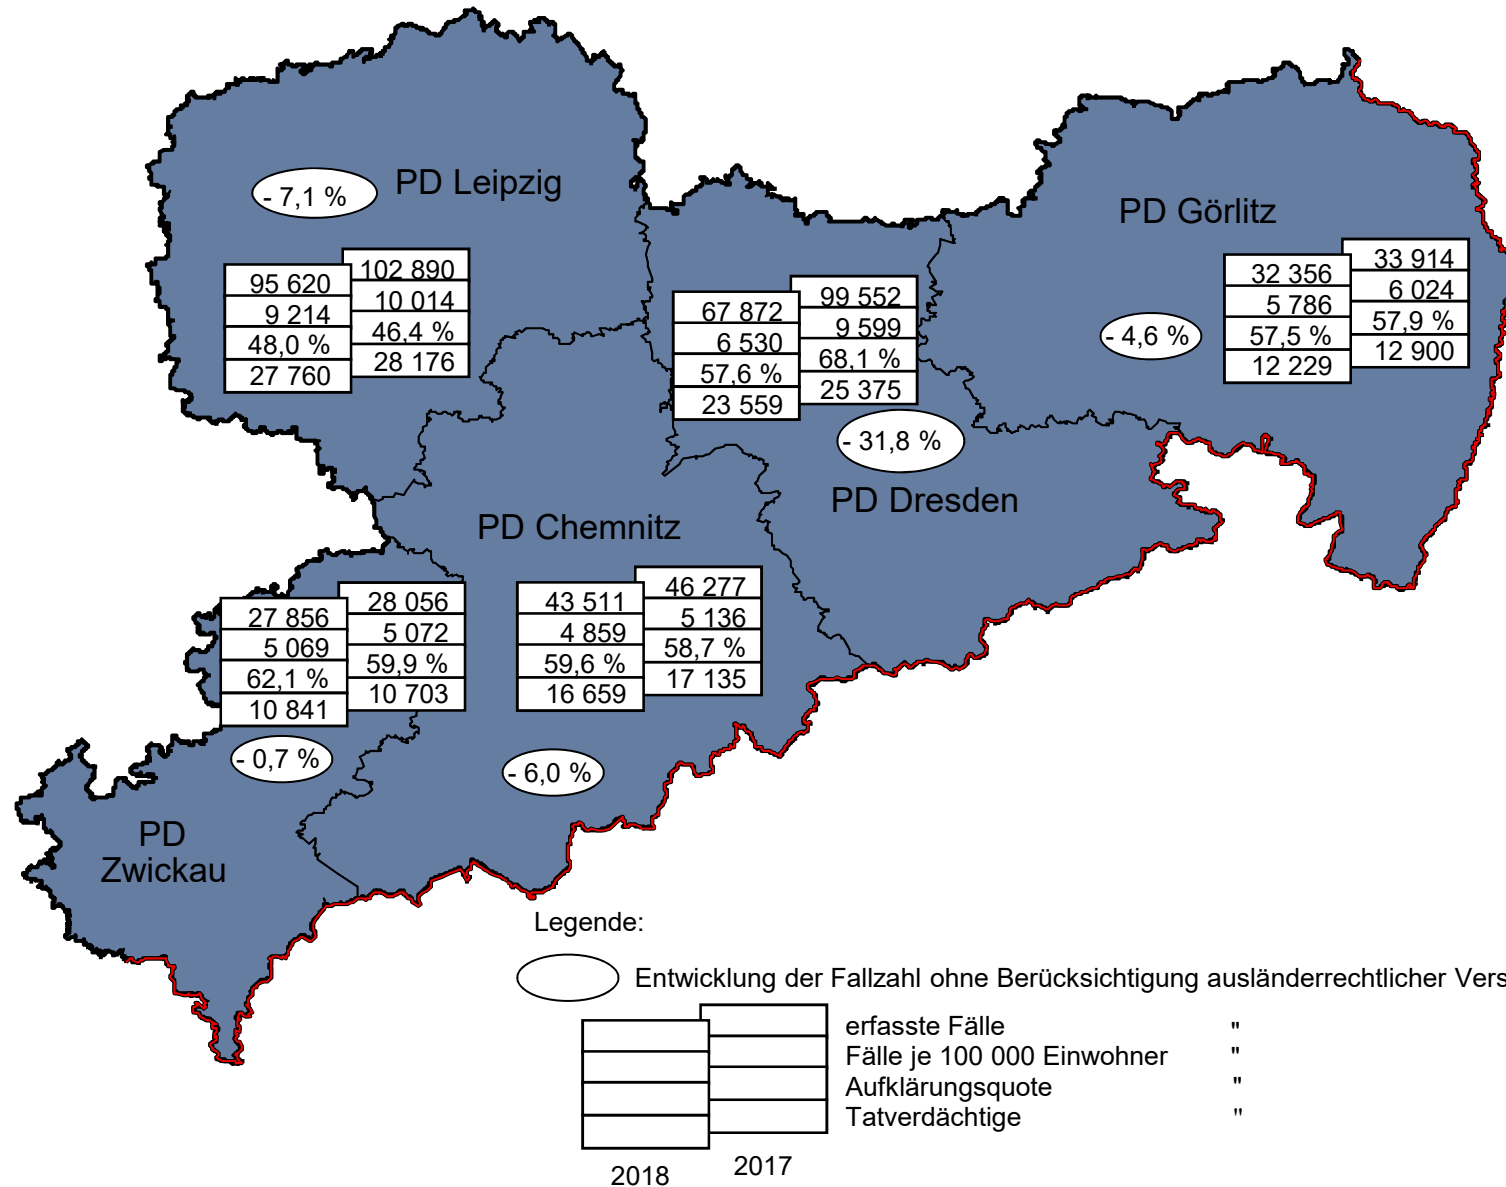 PD Leipzig
- 7,1 %
95 620
9 214
48,0 %
27 760
102 890
10 014
46,4 %
28 176
PD Görlitz
- 4,6 %
32 356
5 786
57,5 %
12 229
33 914
6 024
57,9 %
12 900
67 872
6 530
57,6 %
23 559
99 552
9 599
68,1 %
25 375
- 31,8 %
PD Dresden
PD Chemnitz
43 511
4 859
59,6 %
16 659
46 277
5 136
58,7 %
17 135
- 6,0 %
27 856
5 069
62,1 %
10 841
28 056
5 072
59,9 %
10 703
- 0,7 %
PD
Zwickau
Legende:
Entwicklung der Fallzahl ohne Berücksichtigung ausländerrechtlicher Vers
erfasste Fälle "
Fälle je 100 000 Einwohner "
Aufklärungsquote "
Tatverdächtige "
2018
2017